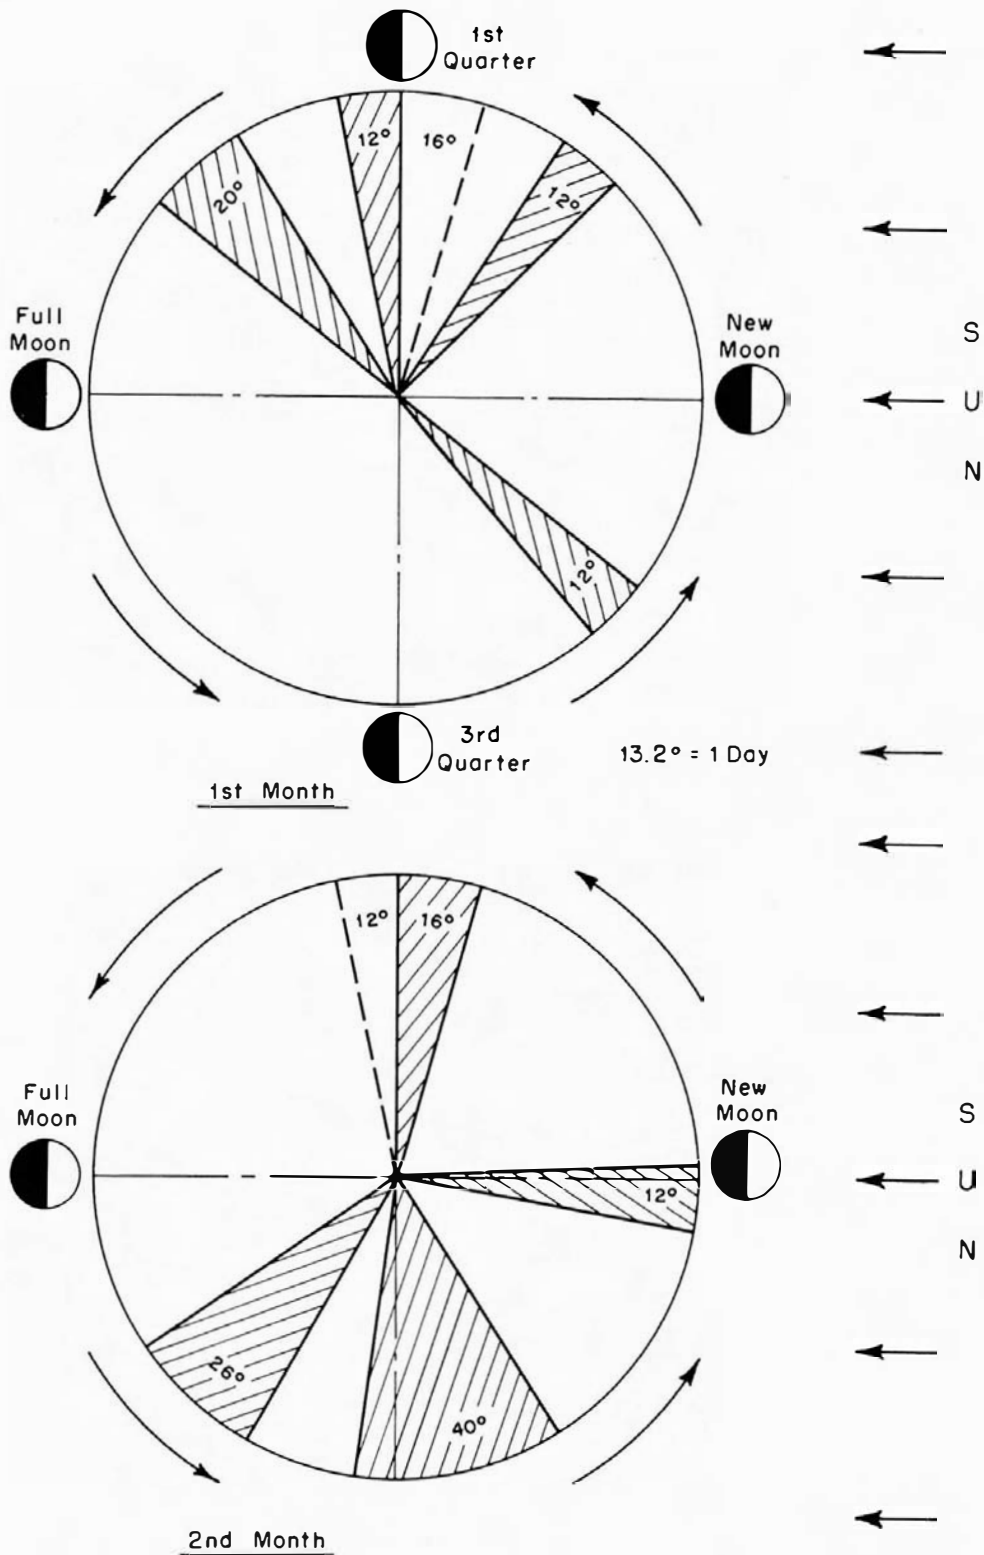 1st
Quarter
12°
16°
20°
12°
Full
Moon
New
Moon
S
U
N
12°
3rd
Quarter
13.2° = 1 Day
1st Month
12°
16°
Full
Moon
New
Moon
S
U
N
12°
26°
40°
2nd Month